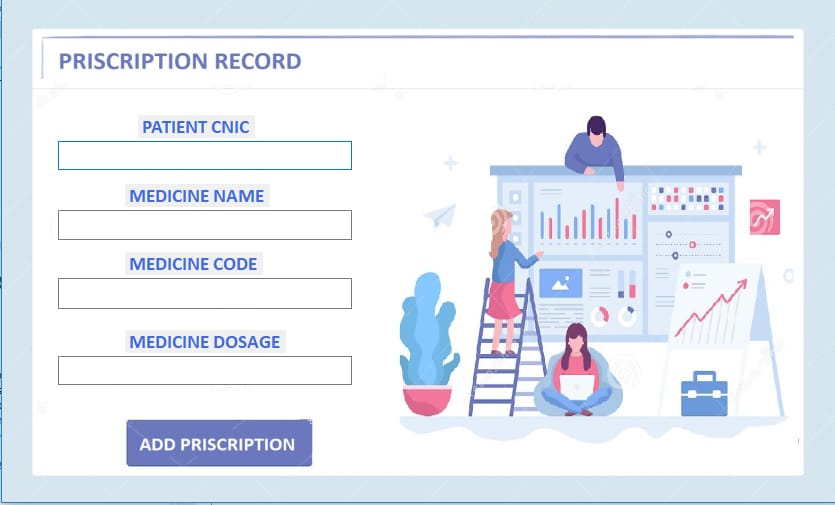 PRISCRIPTION RECORD
PATIENT CNIC
MEDICINE NAME
MEDICINE CODE
MEDICINE DOSAGE
ADD PRISCRIPTION